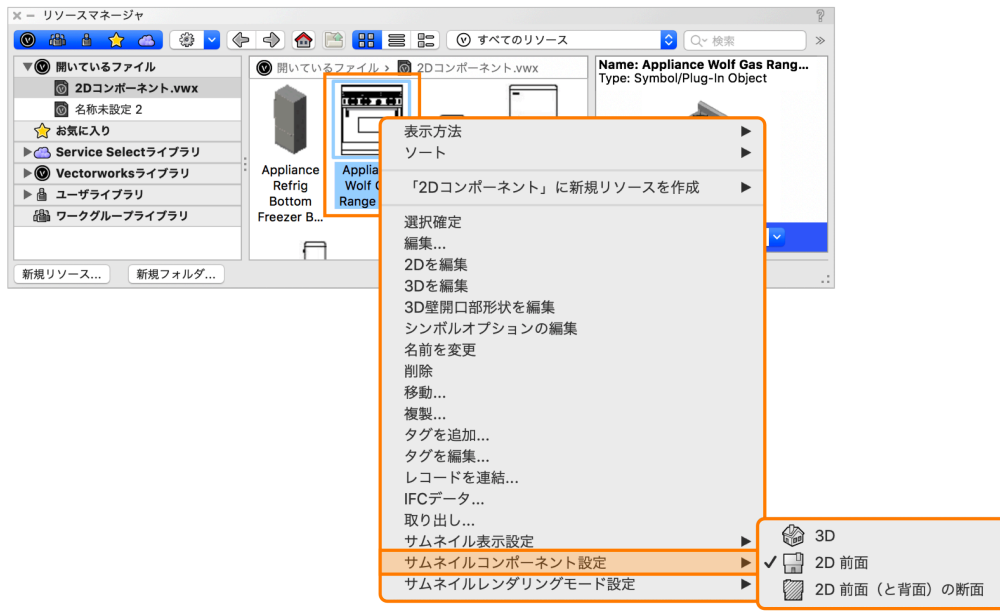 リソースマネージャ
?
すべてのリソース
検索
開いているファイル
2Dコンポーネント.vwx
名称未設定 2
お気に入り
Service Selectライブラリ
Vectorworksライブラリ
ユーザライブラリ
ワークグループライブラリ
新規リソース...
新規フォルダ...
開いているファイル › 2Dコンポーネント.vwx
Appliance
Refrig
Bottom
Freezer B...
Wolf
Range
Name: Appliance Wolf Gas Rang...
Type: Symbol/Plug-In Object
表示方法
ソート
「2Dコンポーネント」に新規リソースを作成
選択確定
編集...
2Dを編集
3Dを編集
3D壁開口部形状を編集
シンボルオプションの編集
名前を変更
削除
移動...
複製...
タグを追加...
タグを編集...
レコードを連結...
IFCデータ...
取り出し...
サムネイル表示設定
サムネイルコンポーネント設定
サムネイルレンダリングモード設定
3D
2D 前面
2D 前面（と背面）の断面